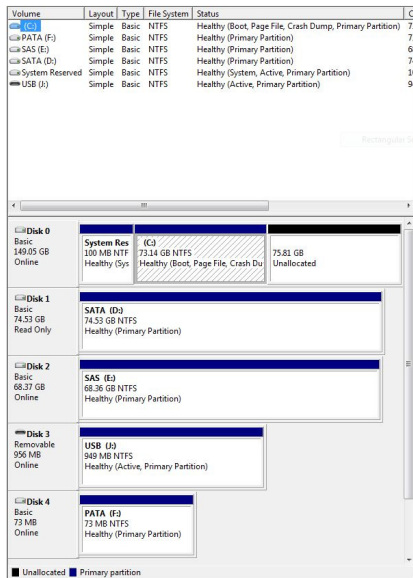 Volume Layout Type File System Status C
(C:) Simple Basic NTFS Healthy (Boot, Page File, Crash Dump, Primary Partition) 7
PATA (F:) Simple Basic NTFS Healthy (Primary Partition) 7
SAS (E:) Simple Basic NTFS Healthy (Primary Partition) 6
SATA (D:) Simple Basic NTFS Healthy (Primary Partition) 7
System Reserved Simple Basic NTFS Healthy (System, Active, Primary Partition) 1
USB (J:) Simple Basic NTFS Healthy (Active, Primary Partition) 9
Rectangular S
Disk 0
Basic
149.05 GB
Online
System Res
100 MB NTF
Healthy (Sys
(C:)
73.14 GB NTFS
Healthy (Boot, Page File, Crash Du
75.81 GB
Unallocated
Disk 1
Basic
74.53 GB
Read Only
SATA (D:)
74.53 GB NTFS
Healthy (Primary Partition)
Disk 2
Basic
68.37 GB
Online
SAS (E:)
68.36 GB NTFS
Healthy (Primary Partition)
Disk 3
Removable
956 MB
Online
USB (J:)
949 MB NTFS
Healthy (Active, Primary Partition)
Disk 4
Basic
73 MB
Online
PATA (F:)
73 MB NTFS
Healthy (Primary Partition)
Unallocated Primary partition